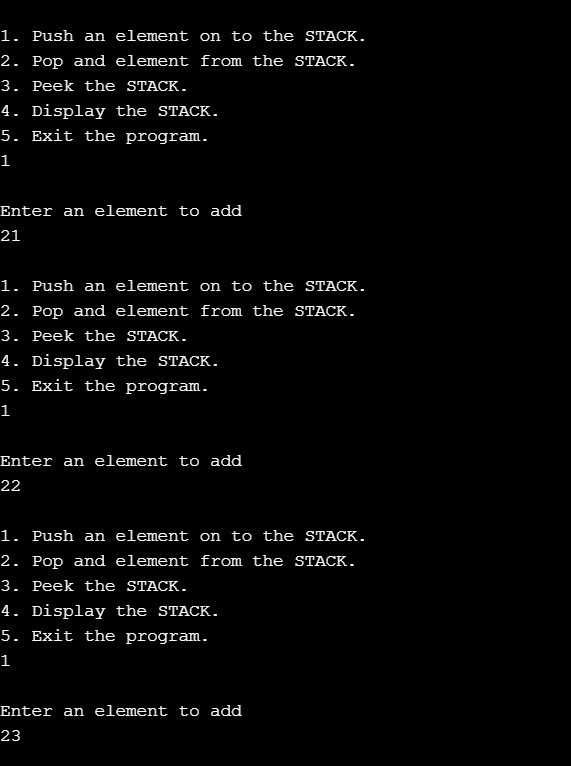 1. Push an element on to the STACK.
2. Pop and element from the STACK.
3. Peek the STACK.
4. Display the STACK.
5. Exit the program.
1
Enter an element to add
21
1. Push an element on to the STACK.
2. Pop and element from the STACK.
3. Peek the STACK.
4. Display the STACK.
5. Exit the program.
1
Enter an element to add
22
1. Push an element on to the STACK.
2. Pop and element from the STACK.
3. Peek the STACK.
4. Display the STACK.
5. Exit the program.
1
Enter an element to add
23